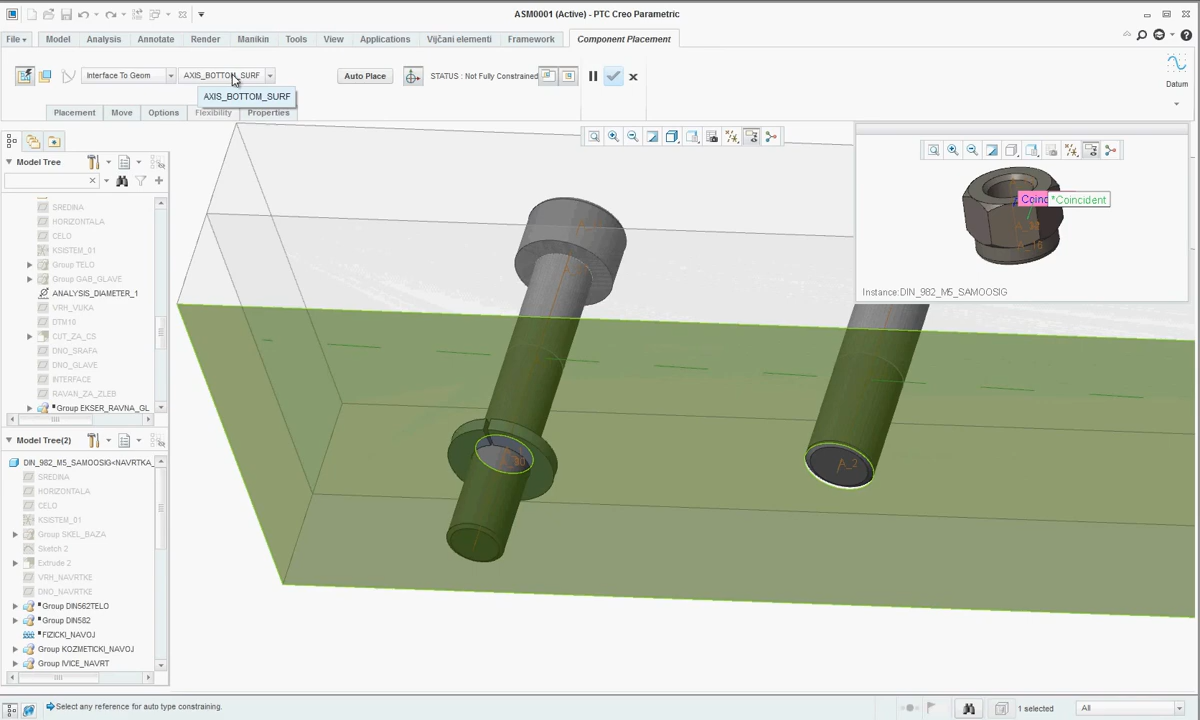 ASM0001 (Active) - PTC Creo Parametric
File Model Analysis Annotate Render Manikin Tools View Applications Vijčani elementi Framework Component Placement
Interface To Geom AXIS_BOTTOM_SURF Auto Place STATUS : Not Fully Constrained Datum
AXIS_BOTTOM_SURF
Placement Move Options Flexibility Properties
Model Tree
SREDINA
HORIZONTALA
CELO
KSISTEM_01
Group TELO
Group GAB_GLAVE
ANALYSIS_DIAMETER_1
VRH_VIJKA
DTM10
CUT_ZA_CS
DNO_SRAFA
DNO_GLAVE
INTERFACE
RAVAN_ZA_ZLEB
Group EKSER_RAVNA_GL
Model Tree(2)
DIN_982_M5_SAMOOSIG<NAVRTKA_
SREDINA
HORIZONTALA
CELO
KSISTEM_01
Group SKEL_BAZA
Sketch 2
Extrude 2
VRH_NAVRTKE
DNO_NAVRTKE
Group DIN562TELO
Group DIN582
FIZICKI_NAVOJ
Group KOZMETICKI_NAVOJ
Group IVICE_NAVRT
Coinc *Coincident
Instance:DIN_982_M5_SAMOOSIG
A_2
Select any reference for auto type constraining.
1 selected All